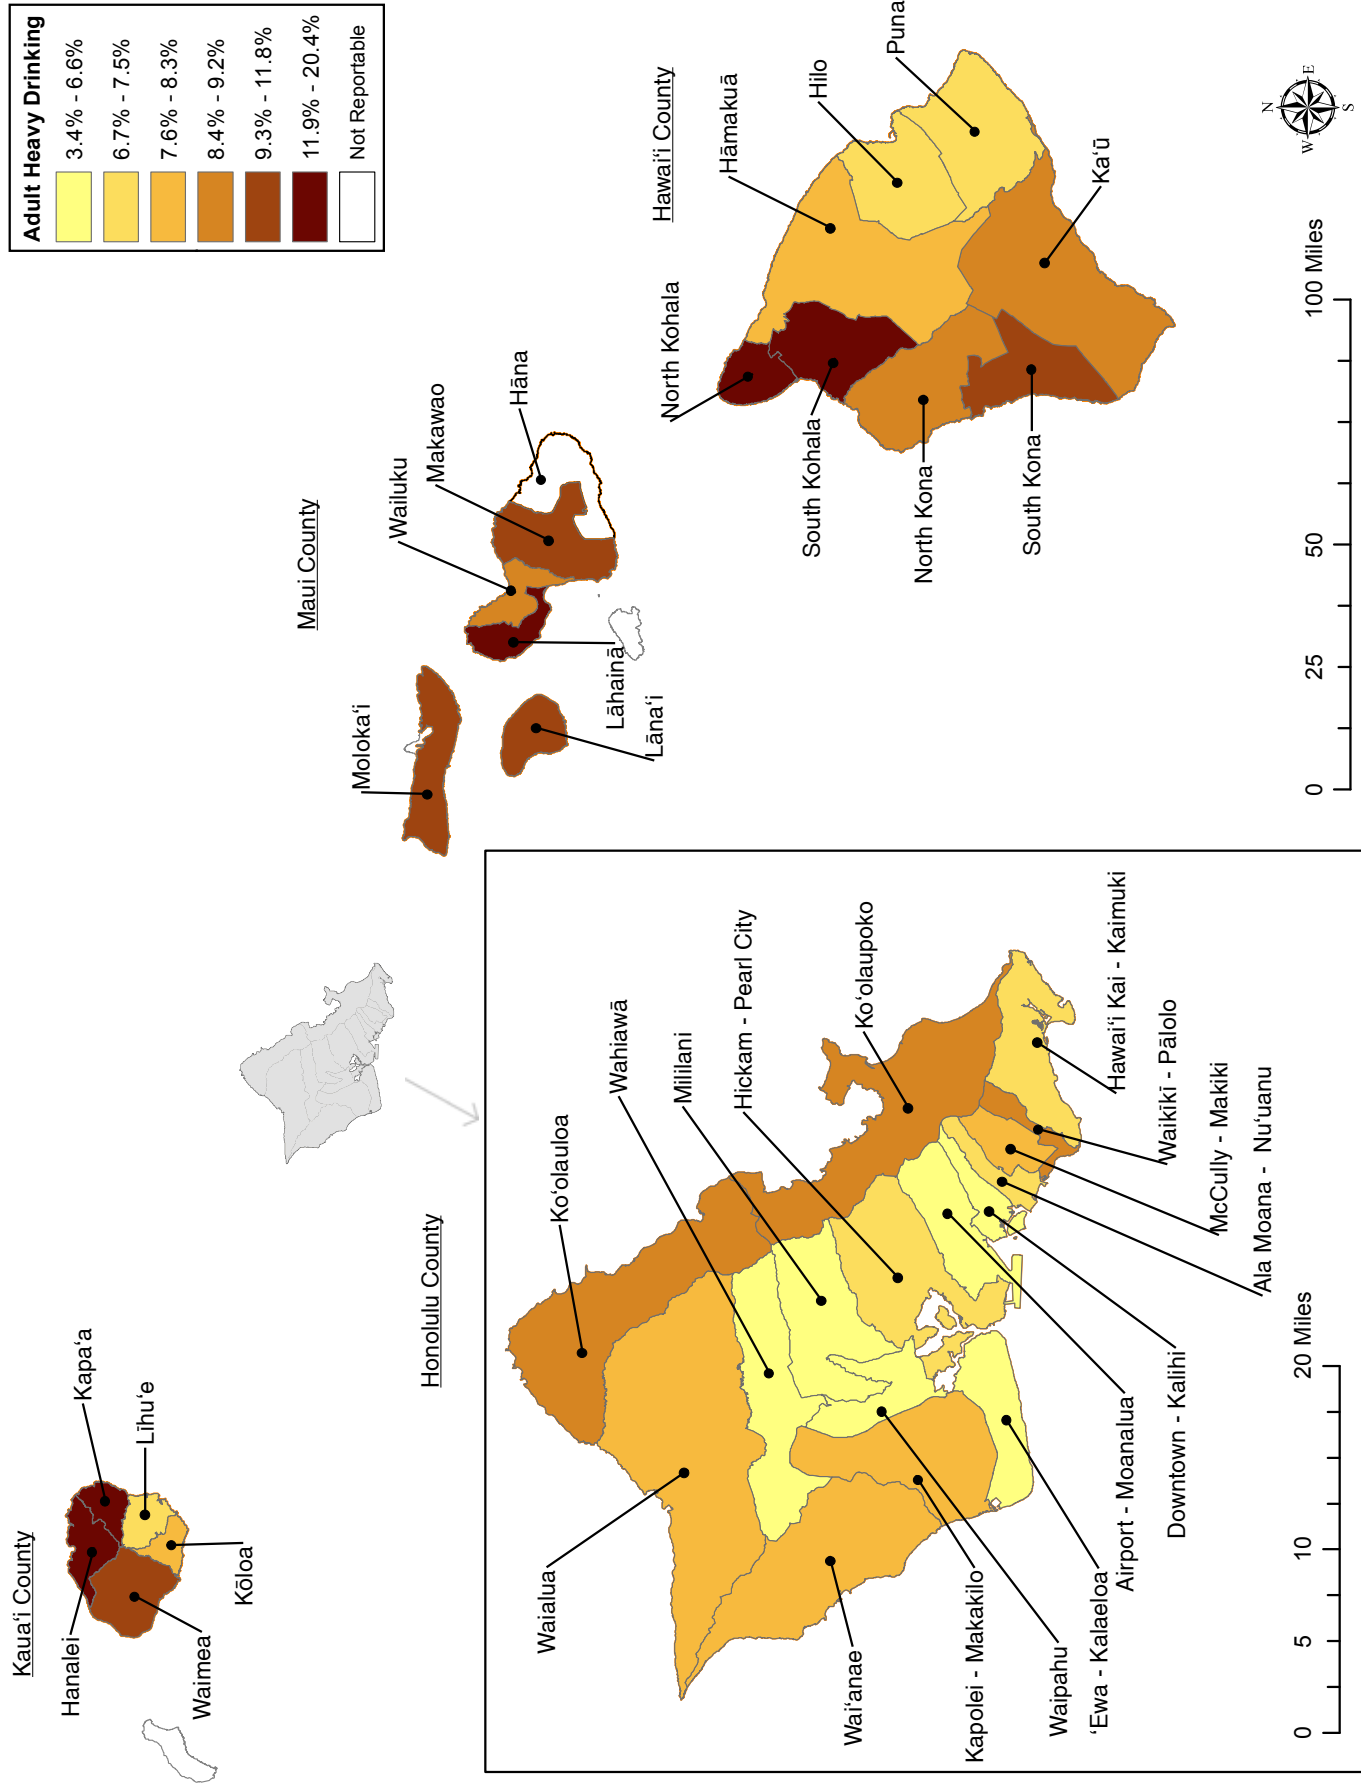 Adult Heavy Drinking
3.4% - 6.6%
6.7% - 7.5%
7.6% - 8.3%
8.4% - 9.2%
9.3% - 11.8%
11.9% - 20.4%
Not Reportable
Kaua‘i County
Hanalei
Kapa‘a
Lihu‘e
Waimea
Kōloa
Maui County
Moloka‘i
Wailuku
Makawao
Hāna
Lāhainā
Lāna‘i
Hawai‘i County
North Kohala
Hāmakuā
Hilo
Puna
South Kohala
North Kona
South Kona
Ka‘ū
Honolulu County
Ko‘olauloa
Wahiawā
Mililani
Hickam - Pearl City
Ko‘olaupoko
Waialua
Wai‘anae
Kapolei - Makakilo
Waipahu
‘Ewa - Kalaeloa
Airport - Moanalua
Downtown - Kalihi
Hawai‘i Kai - Kaimuki
Waikīkī - Pālolo
McCully - Makiki
Ala Moana - Nu‘uanu
0 5 10 20 Miles
0 25 50 100 Miles
N
W E
S